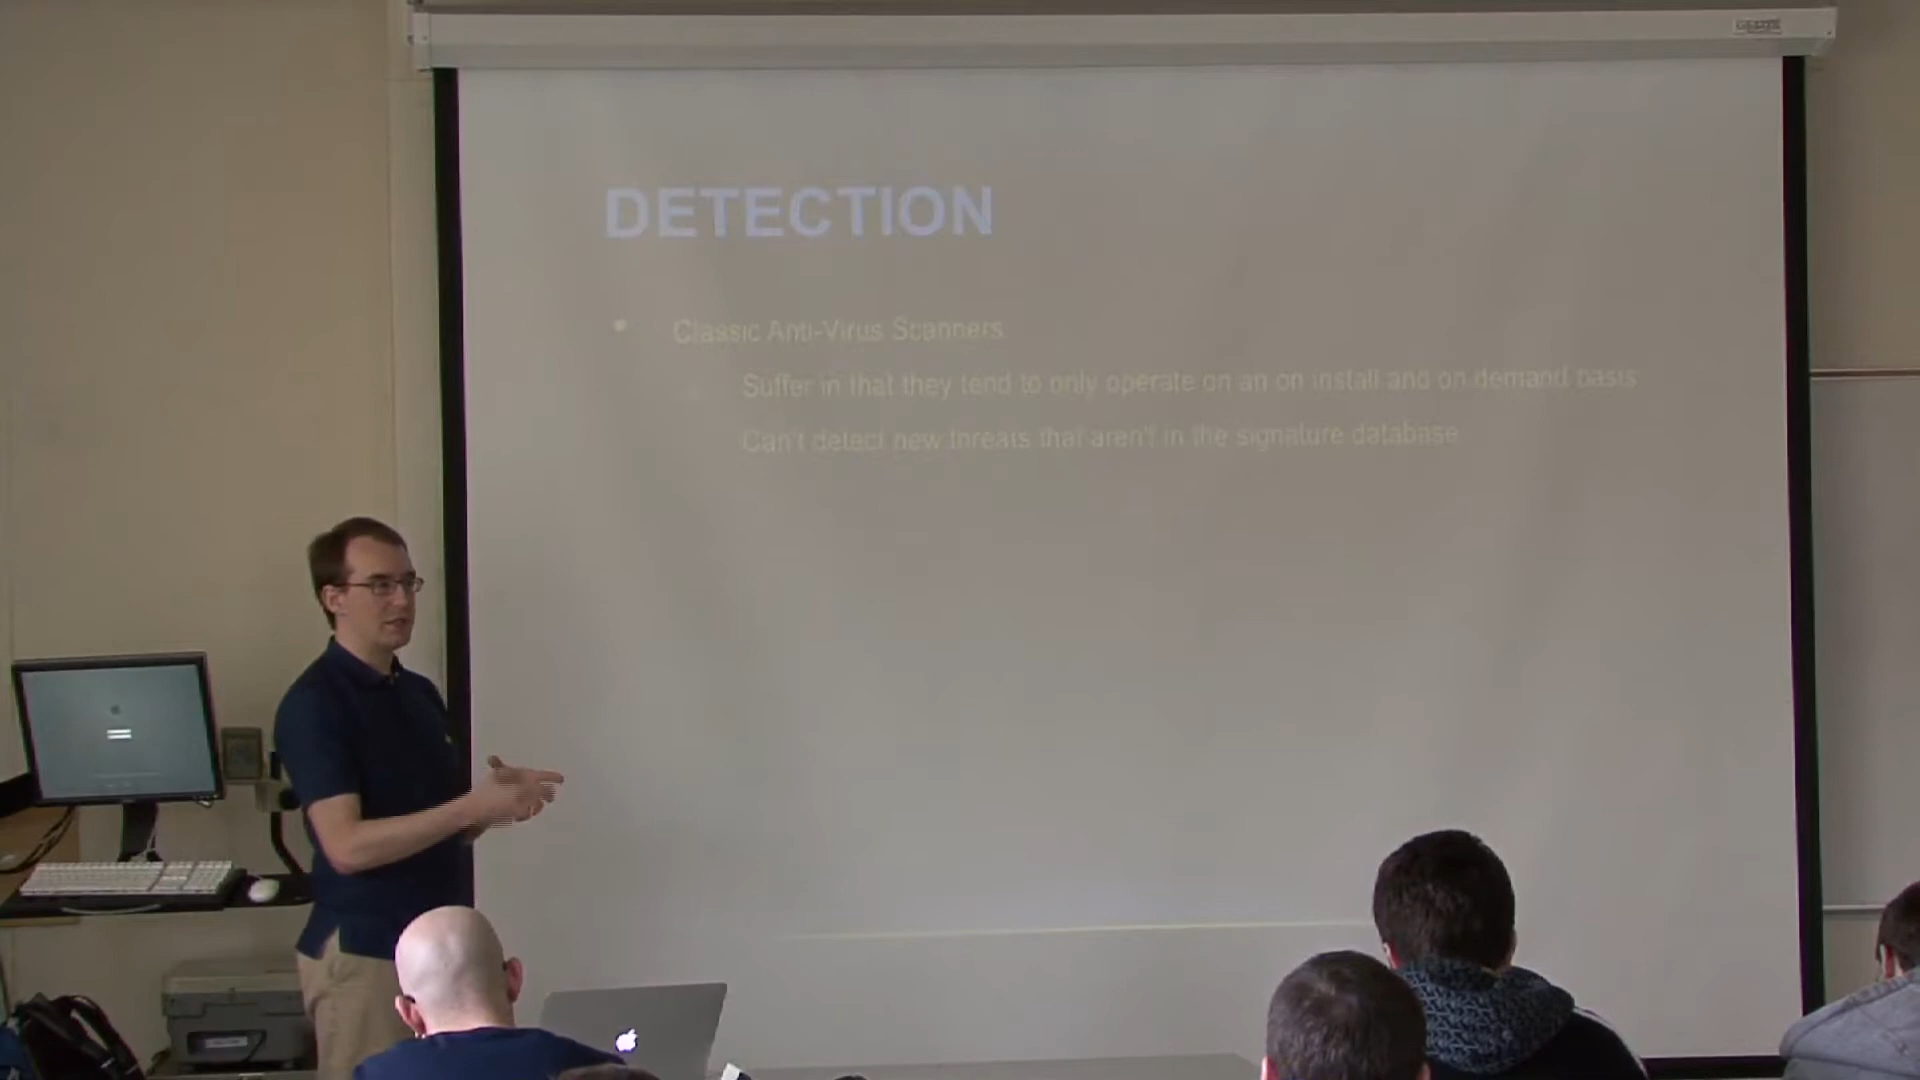 DETECTION
Classic Anti-Virus Scanners
Suffer in that they tend to only operate on an on install and on demand basis
Can't detect new threats that aren't in the signature database